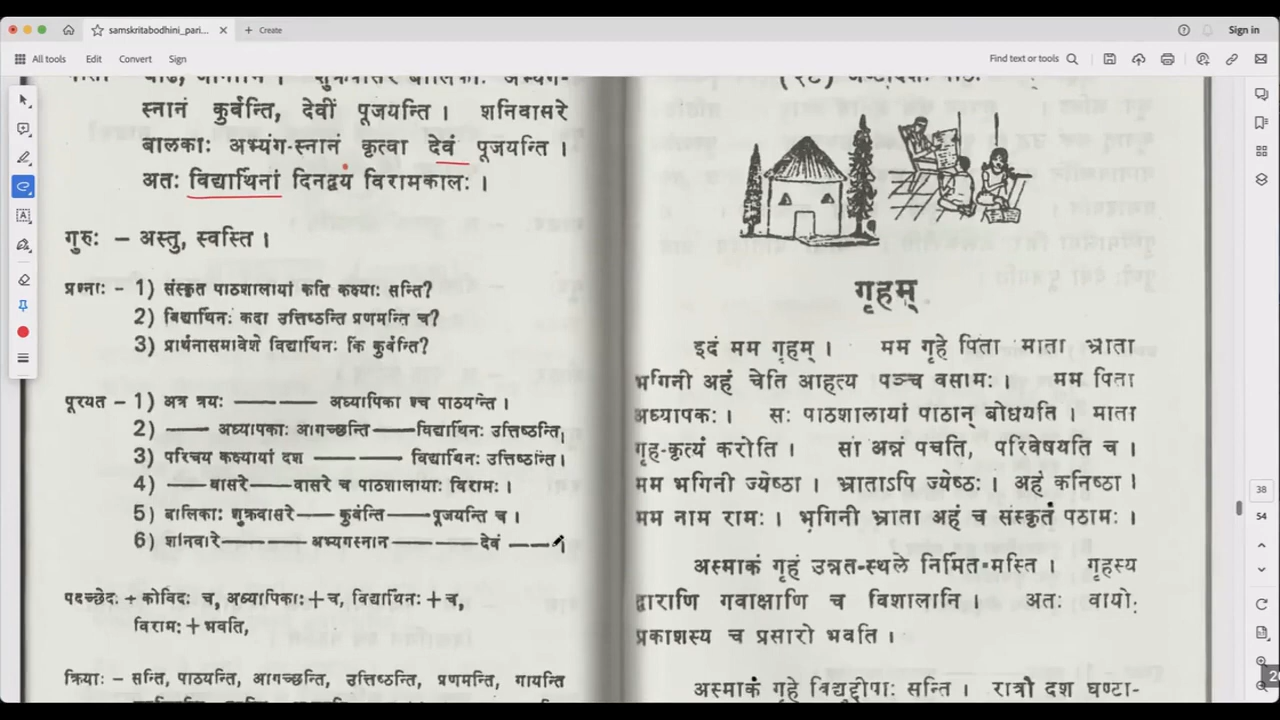 samskritabodhini_pari...
Create
Sign in
All tools Edit Convert Sign
Find text or tools
स्नानं कुर्वन्ति, देवीं पूजयन्ति । शनिवासरे
बालकाः अभ्यंग-स्नानं कृत्वा देवं पूजयन्ति ।
अतः विद्यार्थिनां दिनद्वयं विरामकालः ।
गुरुः - अस्तु, स्वस्ति ।
प्रश्नाः - 1) संस्कृत पाठशालायां कति कक्ष्याः सन्ति?
2) विद्यार्थिनः कदा उत्तिष्ठन्ति प्रणमन्ति च?
3) प्रार्थनासमावेशे विद्यार्थिनः किं कुर्वन्ति?
पूरयत - 1) अत्र त्रयः —— —— अध्यापिका श्च पाठयन्ति ।
2) —— अध्यापकाः आगच्छन्ति —— विद्यार्थिनः उत्तिष्ठन्ति।
3) परिचय कक्ष्यायां दश —— —— विद्यार्थिनः उत्तिष्ठन्ति।
4) —— वासरे —— वासरे च पाठशालायाः विरामः ।
5) बालिकाः शुक्रवासरे —— कुर्वन्ति —— पूजयन्ति च ।
6) शनिवारे —— —— अभ्यगस्नान —— —— देवं —— ।
पदच्छेदः + कोविदः च, अध्यापिकाः + च, विद्यार्थिनः + च,
विरामः + भवति,
क्रियाः - सन्ति, पाठयन्ति, आगच्छन्ति, उत्तिष्ठन्ति, प्रणमन्ति, गायन्ति
गृहम्
इदं मम गृहम् । मम गृहे पिता माता भ्राता
भगिनी अहं चेति आहत्य पञ्च वसामः । मम पिता
अध्यापकः । सः पाठशालायां पाठान् बोधयति । माता
गृह-कृत्यं करोति । सा अन्नं पचति, परिवेषयति च ।
मम भगिनी ज्येष्ठा । भ्राताऽपि ज्येष्ठः । अहं कनिष्ठा ।
मम नाम रामः । भगिनी भ्राता अहं च संस्कृतं पठामः ।
अस्माकं गृहं उन्नत-स्थले निर्मित-मस्ति । गृहस्य
द्वाराणि गवाक्षाणि च विशालानि । अतः वायोः
प्रकाशस्य च प्रसारो भवति ।
अस्माकं गृहे विद्युद्दीपाः सन्ति । रात्रौ दश घण्टा-
38
54